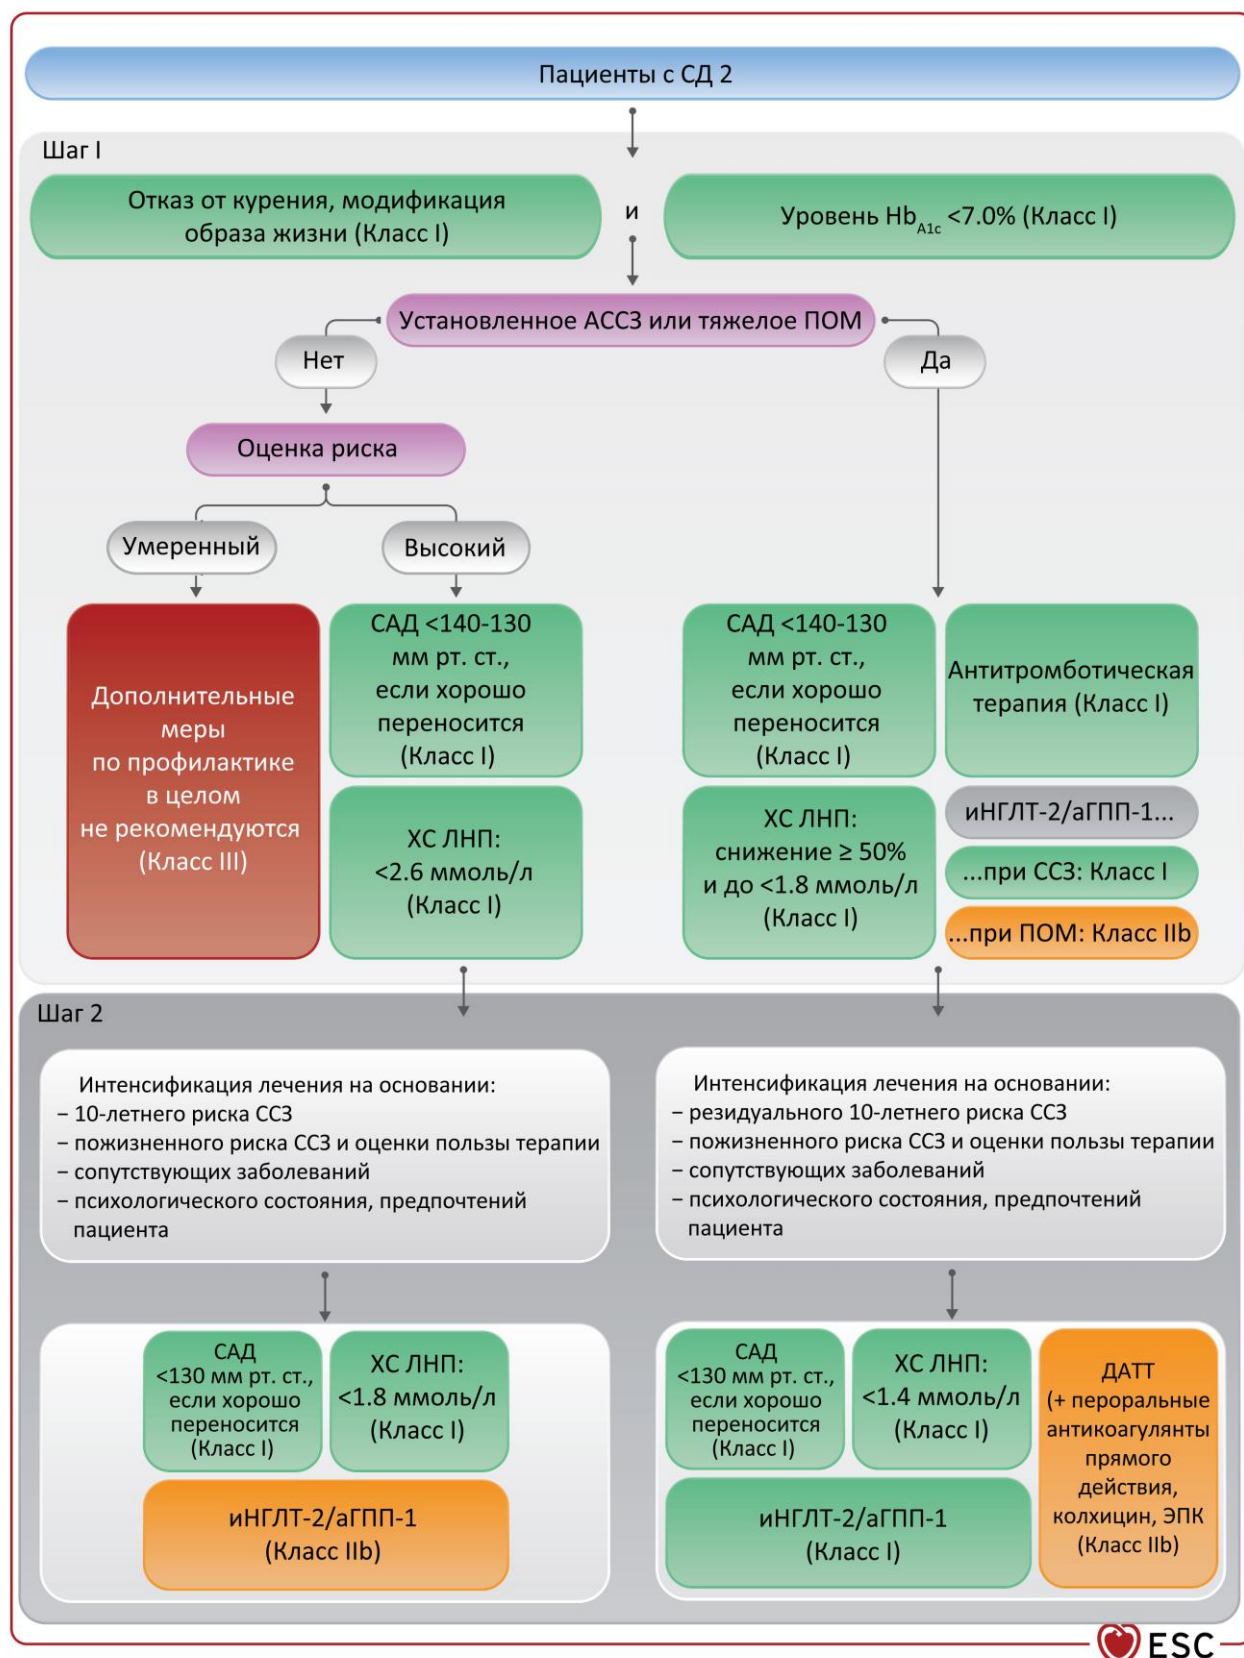 Пациенты с СД 2
Шаг I
Отказ от курения, модификация
образа жизни (Класс I)
и
Уровень Hb A1c <7.0% (Класс I)
Установленное АССЗ или тяжелое ПОМ
Нет
Да
Оценка риска
Умеренный
Высокий
Дополнительные
меры
по профилактике
в целом
не рекомендуются
(Класс III)
САД <140-130
мм рт. ст.,
если хорошо
переносится
(Класс I)
ХС ЛНП:
<2.6 ммоль/л
(Класс I)
САД <140-130
мм рт. ст.,
если хорошо
переносится
(Класс I)
ХС ЛНП:
снижение ≥ 50%
и до <1.8 ммоль/л
(Класс I)
Антитромботическая
терапия (Класс I)
иНГЛТ-2/аГПП-1...
...при ССЗ: Класс I
...при ПОМ: Класс IIb
Шаг 2
Интенсификация лечения на основании:
– 10-летнего риска ССЗ
– пожизненного риска ССЗ и оценки пользы терапии
– сопутствующих заболеваний
– психологического состояния, предпочтений
пациента
Интенсификация лечения на основании:
– резидуального 10-летнего риска ССЗ
– пожизненного риска ССЗ и оценки пользы терапии
– сопутствующих заболеваний
– психологического состояния, предпочтений
пациента
САД
<130 мм рт. ст.,
если хорошо
переносится
(Класс I)
ХС ЛНП:
<1.8 ммоль/л
(Класс I)
иНГЛТ-2/аГПП-1
(Класс IIb)
САД
<130 мм рт. ст.,
если хорошо
переносится
(Класс I)
ХС ЛНП:
<1.4 ммоль/л
(Класс I)
иНГЛТ-2/аГПП-1
(Класс I)
ДАТТ
(+ пероральные
антикоагулянты
прямого
действия,
колхицин, ЭПК
(Класс IIb)
ESC